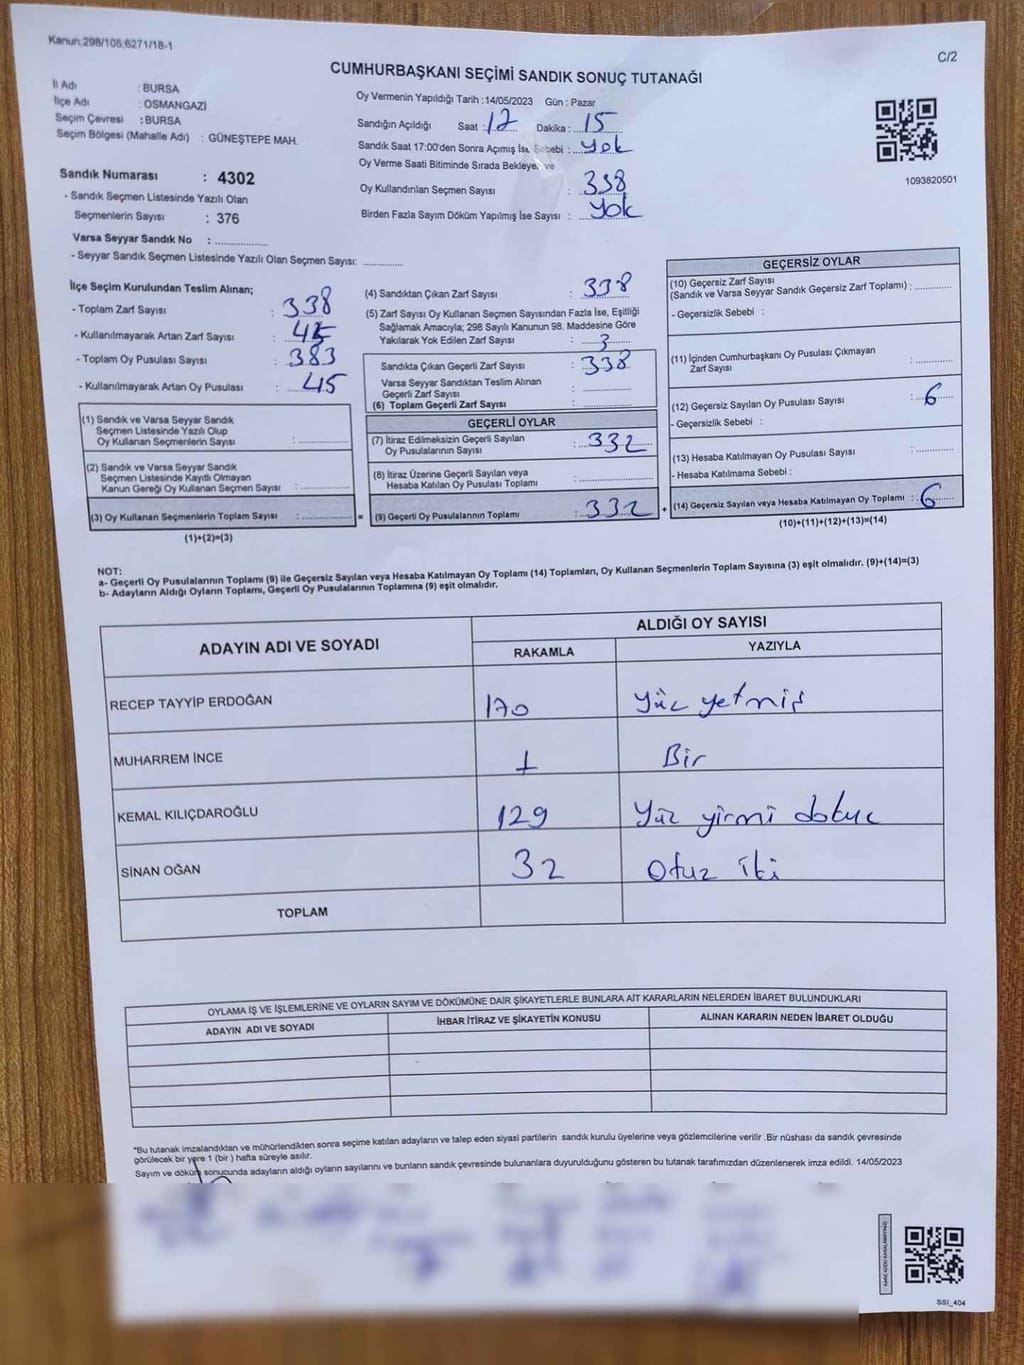 Kanun;298/105;6271/18-1
C/2
CUMHURBAŞKANI SEÇİMİ SANDIK SONUÇ TUTANAĞI
İl Adı : BURSA
İlçe Adı : OSMANGAZİ
Seçim Çevresi : BURSA
Seçim Bölgesi (Mahalle Adı) : GÜNEŞTEPE MAH.
Oy Vermenin Yapıldığı Tarih : 14/05/2023 Gün : Pazar
Sandığın Açıldığı Saat : 17 Dakika : 15
Sandık Saat 17:00'den Sonra Açımış İse Sebebi : Yok
Oy Verme Saati Bitiminde Sırada Bekleyen ve
Oy Kullandırılan Seçmen Sayısı : 338
Birden Fazla Sayım Döküm Yapılmış İse Sayısı : Yok
1093820501
Sandık Numarası : 4302
- Sandık Seçmen Listesinde Yazılı Olan
Seçmenlerin Sayısı : 376
Varsa Seyyar Sandık No :
- Seyyar Sandık Seçmen Listesinde Yazılı Olan Seçmen Sayısı:
İlçe Seçim Kurulundan Teslim Alınan;
- Toplam Zarf Sayısı : 338
- Kullanılmayarak Artan Zarf Sayısı : 45
- Toplam Oy Pusulası Sayısı : 383
- Kullanılmayarak Artan Oy Pusulası : 45
(1) Sandık ve Varsa Seyyar Sandık
Seçmen Listesinde Yazılı Olup
Oy Kullanan Seçmenlerin Sayısı :
(2) Sandık ve Varsa Seyyar Sandık
Seçmen Listesinde Kayıtlı Olmayan
Kanun Gereği Oy Kullanan Seçmen Sayısı :
(3) Oy Kullanan Seçmenlerin Toplam Sayısı : =
(1)+(2)=(3)
(4) Sandıktan Çıkan Zarf Sayısı : 338
(5) Zarf Sayısı Oy Kullanan Seçmen Sayısından Fazla İse, Eşitliği
Sağlamak Amacıyla; 298 Sayılı Kanunun 98. Maddesine Göre
Yakılarak Yok Edilen Zarf Sayısı : 3
Sandıkta Çıkan Geçerli Zarf Sayısı : 338
Varsa Seyyar Sandıktan Teslim Alınan
Geçerli Zarf Sayısı :
(6) Toplam Geçerli Zarf Sayısı :
GEÇERLİ OYLAR
(7) İtiraz Edilmeksizin Geçerli Sayılan
Oy Pusulalarının Sayısı : 332
(8) İtiraz Üzerine Geçerli Sayılan veya
Hesaba Katılan Oy Pusulası Toplamı :
(9) Geçerli Oy Pusulalarının Toplamı : 332 +
GEÇERSİZ OYLAR
(10) Geçersiz Zarf Sayısı
(Sandık ve Varsa Seyyar Sandık Geçersiz Zarf Toplamı) :
- Geçersizlik Sebebi :
(11) İçinden Cumhurbaşkanı Oy Pusulası Çıkmayan
Zarf Sayısı :
(12) Geçersiz Sayılan Oy Pusulası Sayısı : 6
- Geçersizlik Sebebi :
(13) Hesaba Katılmayan Oy Pusulası Sayısı :
- Hesaba Katılmama Sebebi :
(14) Geçersiz Sayılan veya Hesaba Katılmayan Oy Toplamı : 6
(10)+(11)+(12)+(13)=(14)
NOT:
a- Geçerli Oy Pusulalarının Toplamı (9) ile Geçersiz Sayılan veya Hesaba Katılmayan Oy Toplamı (14) Toplamları, Oy Kullanan Seçmenlerin Toplam Sayısına (3) eşit olmalıdır. (9)+(14)=(3)
b- Adayların Aldığı Oyların Toplamı, Geçerli Oy Pusulalarının Toplamına (9) eşit olmalıdır.
ADAYIN ADI VE SOYADI
ALDIĞI OY SAYISI
RAKAMLA YAZIYLA
RECEP TAYYİP ERDOĞAN 170 Yüz yetmiş
MUHARREM İNCE 1 Bir
KEMAL KILIÇDAROĞLU 129 Yüz yirmi dokuz
SİNAN OĞAN 32 Otuz iki
TOPLAM
OYLAMA İŞ VE İŞLEMLERİNE VE OYLARIN SAYIM VE DÖKÜMÜNE DAİR ŞİKAYETLERLE BUNLARA AİT KARARLARIN NELERDEN İBARET BULUNDUKLARI
ADAYIN ADI VE SOYADI İHBAR İTİRAZ VE ŞİKAYETİN KONUSU ALINAN KARARIN NEDEN İBARET OLDUĞU
*Bu tutanak imzalandıktan ve mühürlendikten sonra seçime katılan adayların ve talep eden siyasi partilerin sandık kurulu üyelerine veya gözlemcilerine verilir .Bir nüshası da sandık çevresinde
görülecek bir yere 1 (bir ) hafta süreyle asılır.
Sayım ve döküm sonucunda adayların aldığı oyların sayılarını ve bunların sandık çevresinde bulunanlara duyurulduğunu gösteren bu tutanak tarafımızdan düzenlenerek imza edildi. 14/05/2023
KARE KODU KARALAMAYINIZ!
SSI_404